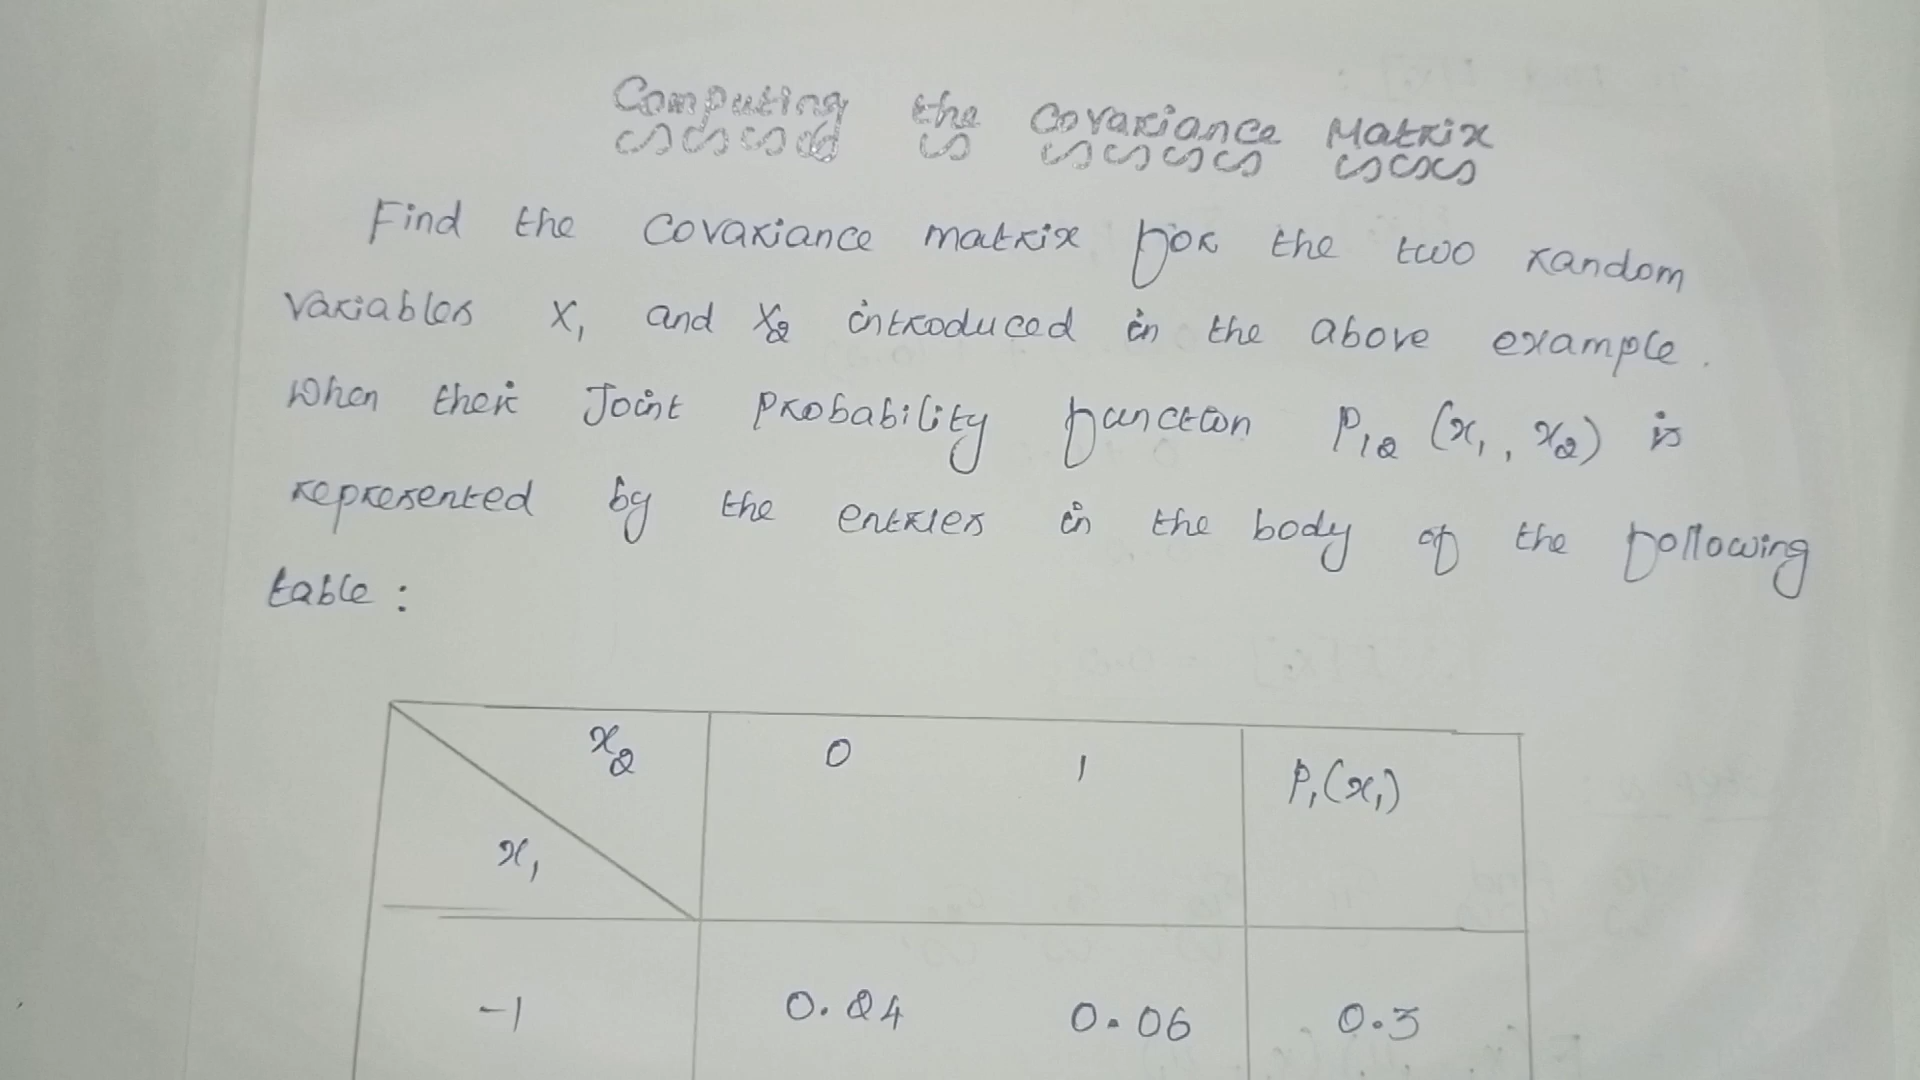 Computing the Covariance Matrix
Find the covariance matrix for the two random
variables X₁ and X₂ introduced in the above example.
When their Joint Probability function P₁₂ (x₁, x₂) is
represented by the entries in the body of the following
table :
x₂ 0 1 P₁(x₁)
x₁
-1 0.24 0.06 0.3